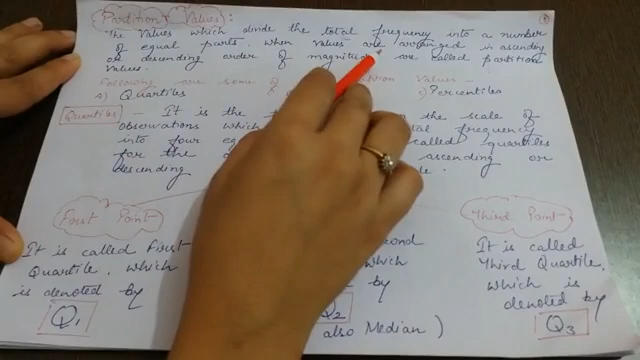 Partition Values :
The values which divide the total frequency into a number
of equal parts. When values are arranged in ascending
or descending order of are called partition
values.
Following are some of Values —
a) Quartiles c) Percentiles
Quartiles — It is the the scale of
observations which frequency
into four called quartiles
for the ascending or
descending
First Point Third Point
It is called First It is called
Quartile, which which Third Quartile,
is denoted by by which is
denoted by
Q1 Q2 Q3
also Median )